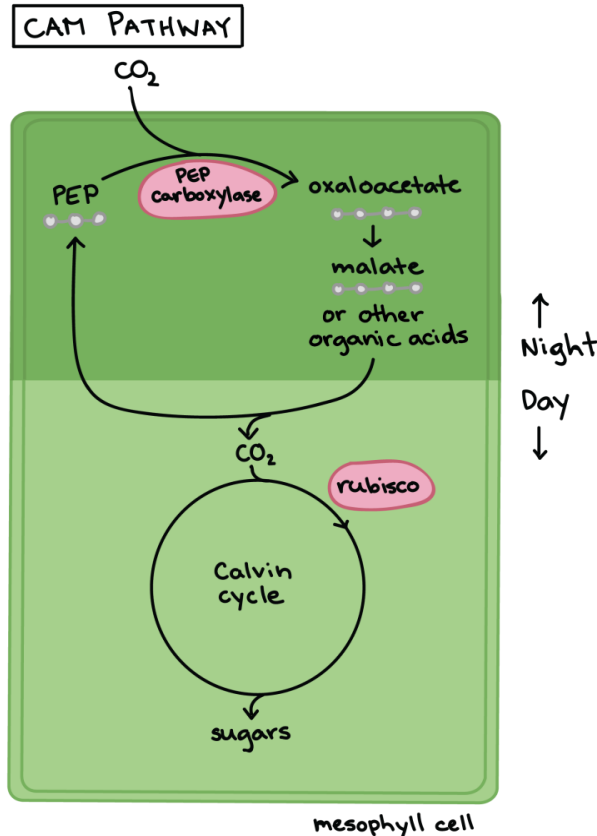 CAM PATHWAY
CO₂
PEP
PEP
carboxylase
oxaloacetate
malate
or other
organic acids
Night
Day
CO₂
rubisco
Calvin
cycle
sugars
mesophyll cell